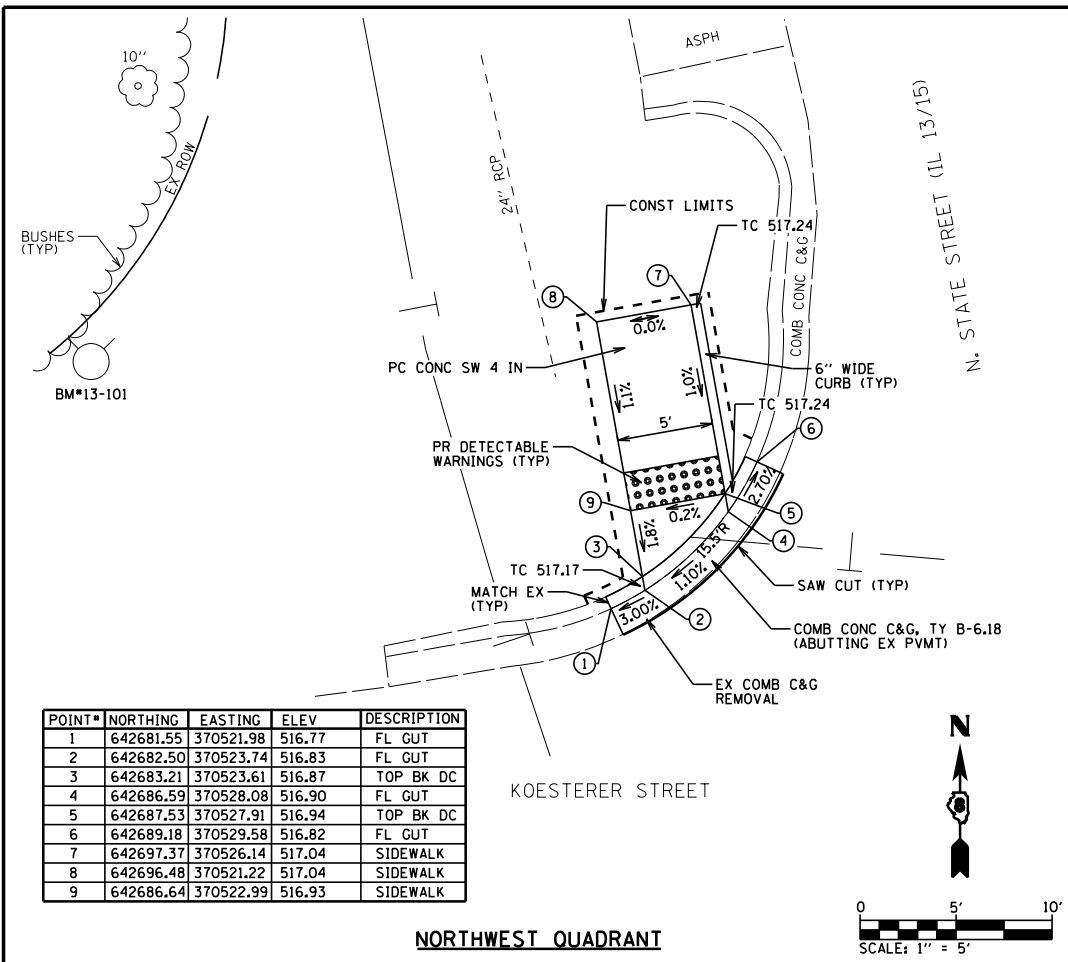 10''
ASPH
N. STATE STREET (IL 13/15)
EX ROW
24'' RCP
CONST LIMITS
TC 517.24
BUSHES
(TYP)
7
8
COMB CONC C&G
0.0%
PC CONC SW 4 IN
1.1%
1.0%
6'' WIDE
CURB (TYP)
BM#13-101
TC 517.24
5'
6
PR DETECTABLE
WARNINGS (TYP)
2.70%
9
0.2%
5
1.8%
4
3
15.5'R
TC 517.17
1.10%
SAW CUT (TYP)
MATCH EX
(TYP)
3.00%
2
COMB CONC C&G, TY B-6.18
(ABUTTING EX PVMT)
1
EX COMB C&G
REMOVAL
POINT# NORTHING EASTING ELEV DESCRIPTION
1 642681.55 370521.98 516.77 FL GUT
2 642682.50 370523.74 516.83 FL GUT
3 642683.21 370523.61 516.87 TOP BK DC
4 642686.59 370528.08 516.90 FL GUT
5 642687.53 370527.91 516.94 TOP BK DC
6 642689.18 370529.58 516.82 FL GUT
7 642697.37 370526.14 517.04 SIDEWALK
8 642696.48 370521.22 517.04 SIDEWALK
9 642686.64 370522.99 516.93 SIDEWALK
KOESTERER STREET
N
8
0 5' 10'
SCALE: 1'' = 5'
NORTHWEST QUADRANT